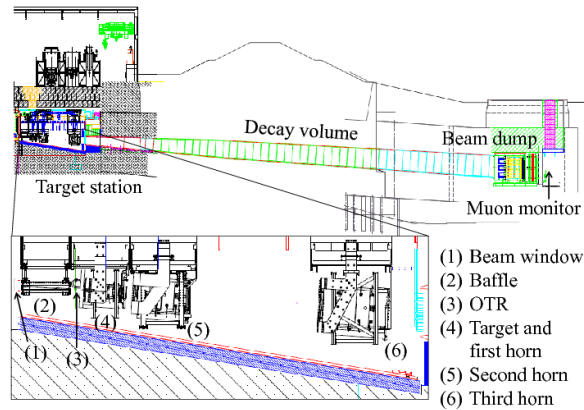 Decay volume
Beam dump
Target station
Muon monitor
(1) Beam window
(2) Baffle
(3) OTR
(4) Target and
first horn
(5) Second horn
(6) Third horn
(2)
(4)
(5)
(6)
(1)
(3)